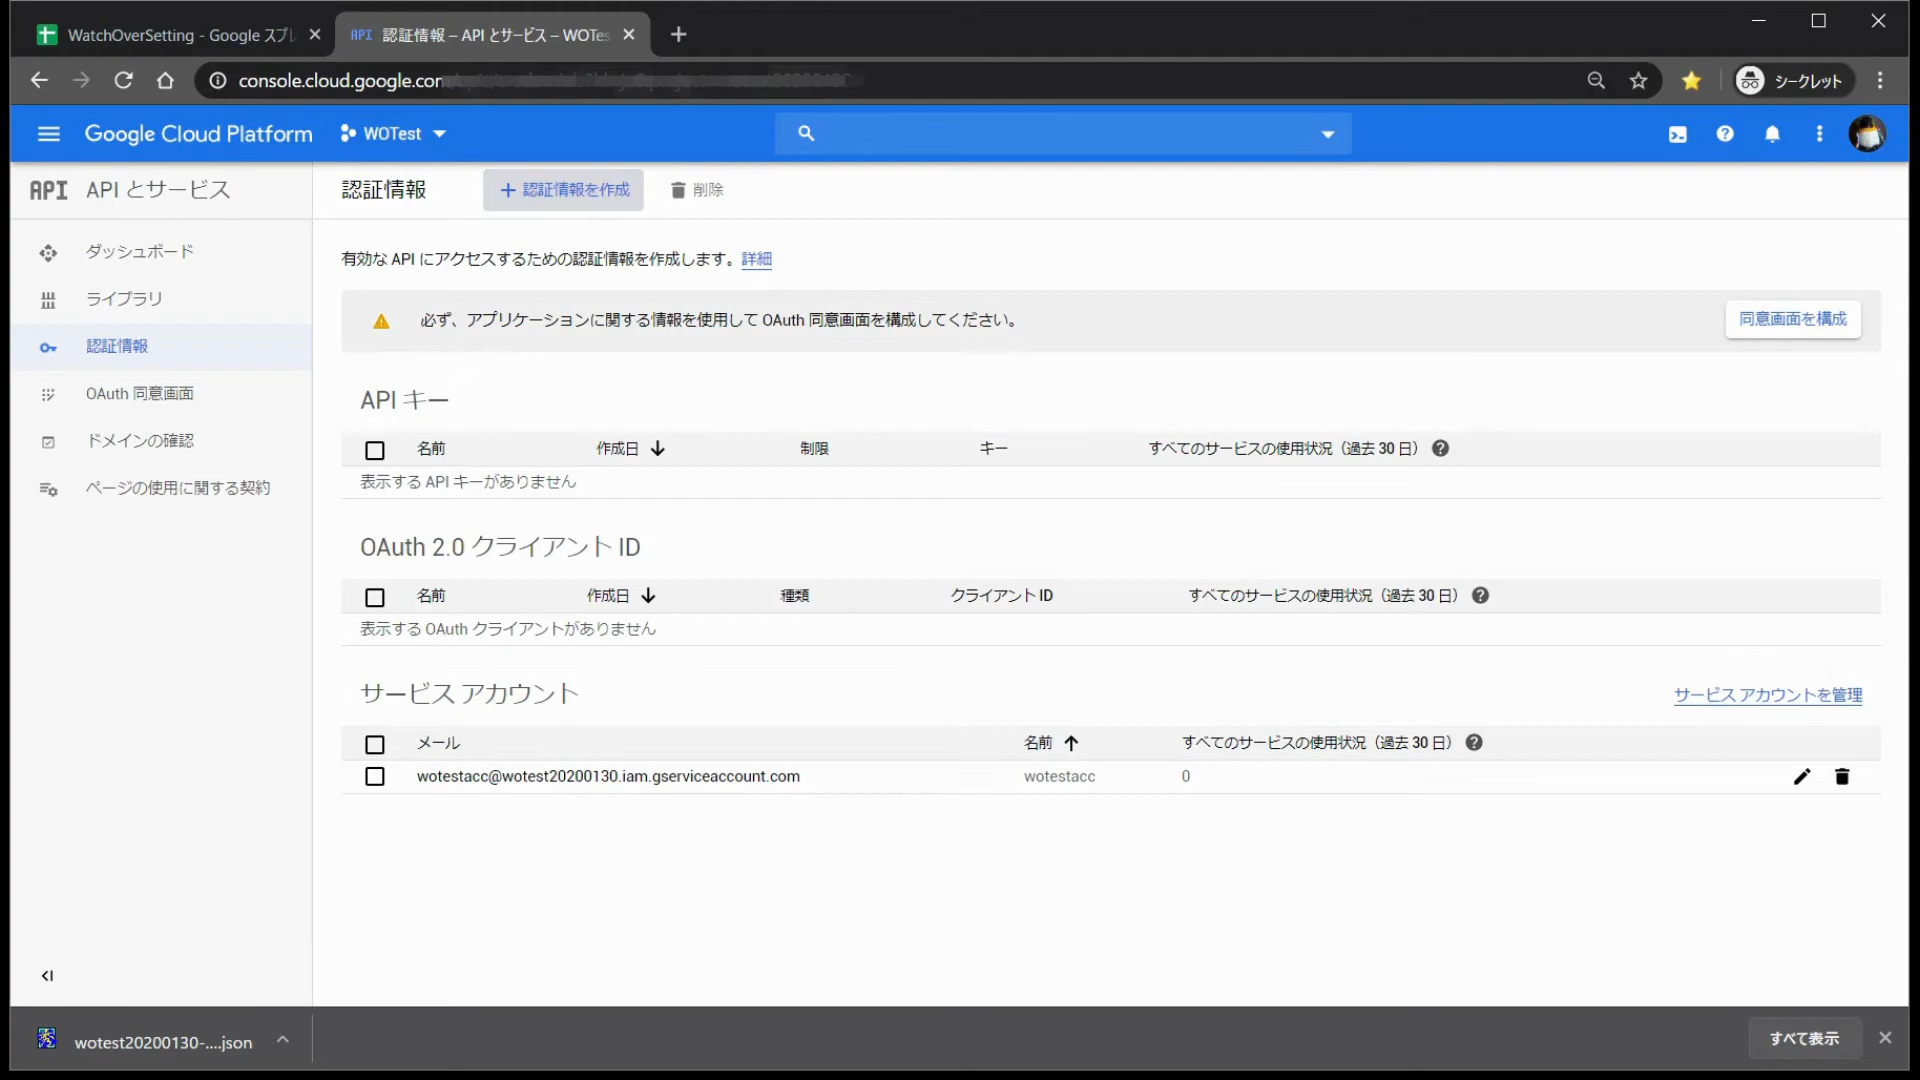 WatchOverSetting - Google スプレ
API 認証情報 – API とサービス – WOTes
console.cloud.google.com
シークレット
Google Cloud Platform
WOTest
API API とサービス
認証情報
+ 認証情報を作成
削除
ダッシュボード
ライブラリ
認証情報
OAuth 同意画面
ドメインの確認
ページの使用に関する契約
有効な API にアクセスするための認証情報を作成します。詳細
必ず、アプリケーションに関する情報を使用して OAuth 同意画面を構成してください。
同意画面を構成
API キー
名前 作成日 制限 キー すべてのサービスの使用状況（過去 30 日）
表示する API キーがありません
OAuth 2.0 クライアント ID
名前 作成日 種類 クライアント ID すべてのサービスの使用状況（過去 30 日）
表示する OAuth クライアントがありません
サービス アカウント
サービス アカウントを管理
メール 名前 すべてのサービスの使用状況（過去 30 日）
wotestacc@wotest20200130.iam.gserviceaccount.com wotestacc 0
wotest20200130-....json
すべて表示